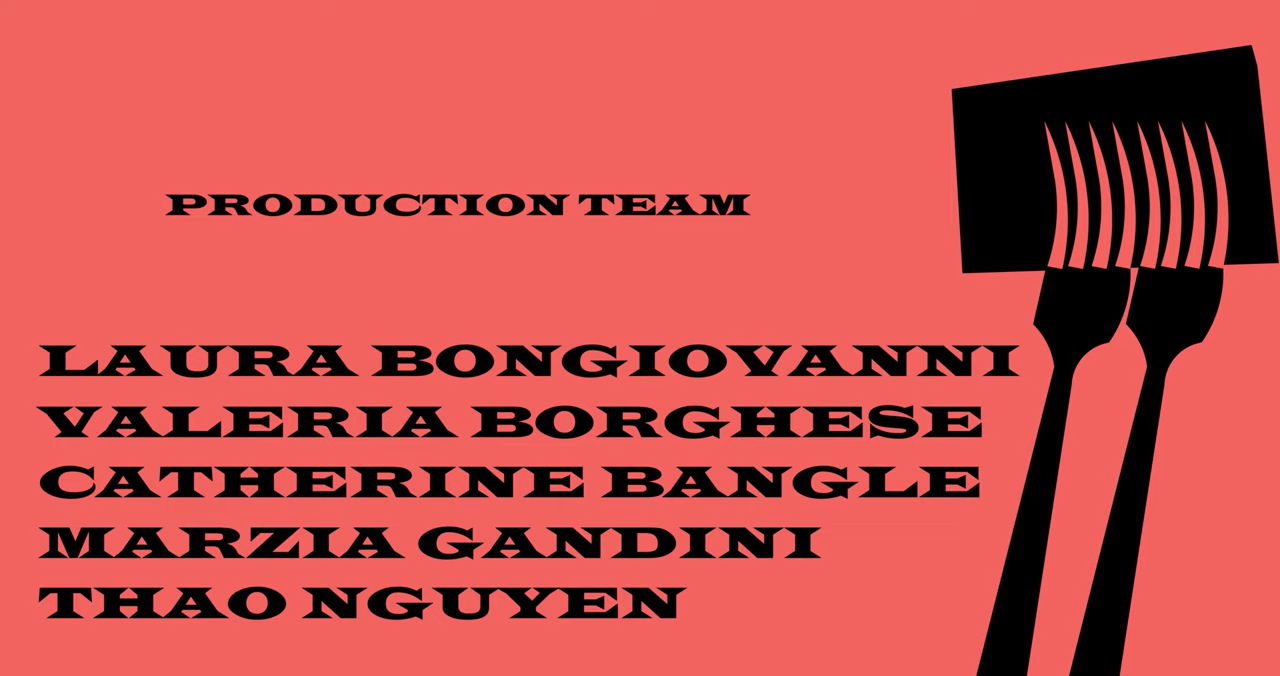 PRODUCTION TEAM
LAURA BONGIOVANNI
VALERIA BORGHESE
CATHERINE BANGLE
MARZIA GANDINI
THAO NGUYEN